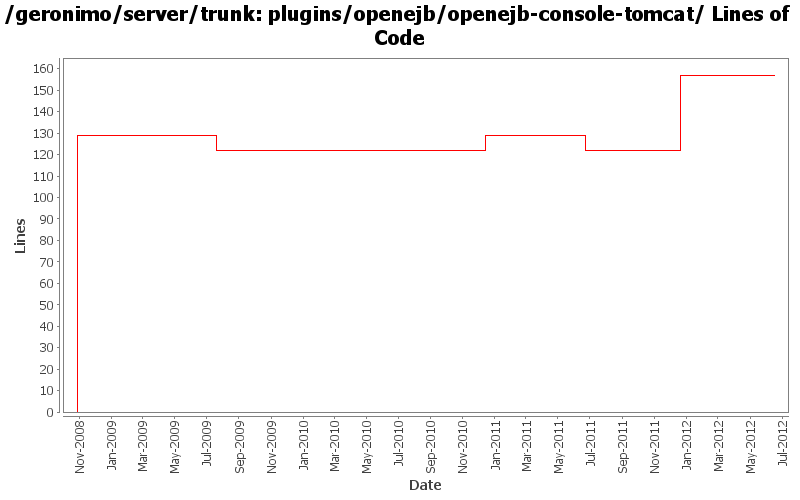 /geronimo/server/trunk: plugins/openejb/openejb-console-tomcat/ Lines of
Code
160
150
140
130
120
110
100
90
80
70
60
50
40
30
20
10
0
Lines
Nov-2008
Jan-2009
Mar-2009
May-2009
Jul-2009
Sep-2009
Nov-2009
Jan-2010
Mar-2010
May-2010
Jul-2010
Sep-2010
Nov-2010
Jan-2011
Mar-2011
May-2011
Jul-2011
Sep-2011
Nov-2011
Jan-2012
Mar-2012
May-2012
Jul-2012
Date